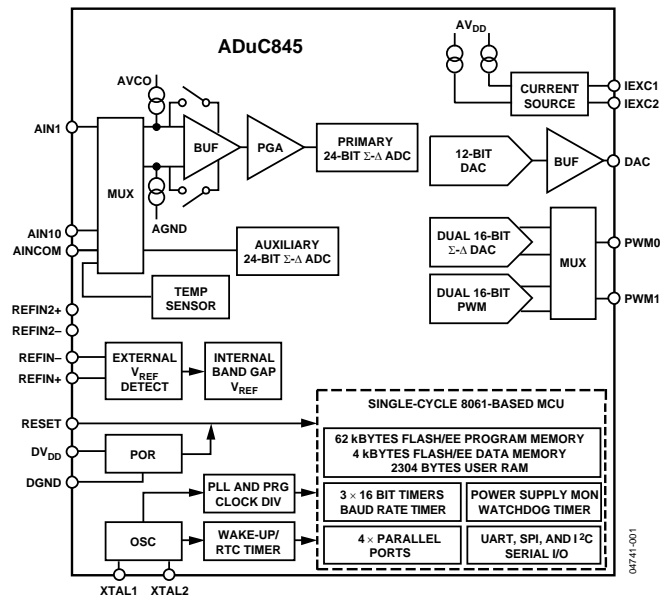 ADuC845
AVDD
AVCO
IEXC1
CURRENT
SOURCE
IEXC2
AIN1
BUF
PGA
PRIMARY
24-BIT Σ-Δ ADC
12-BIT
DAC
BUF
DAC
MUX
AGND
AIN10
AINCOM
AUXILIARY
24-BIT Σ-Δ ADC
DUAL 16-BIT
Σ-Δ DAC
MUX
PWM0
TEMP
SENSOR
DUAL 16-BIT
PWM
PWM1
REFIN2+
REFIN2–
REFIN–
REFIN+
EXTERNAL
VREF
DETECT
INTERNAL
BAND GAP
VREF
RESET
DVDD
DGND
POR
SINGLE-CYCLE 8061-BASED MCU
62 kBYTES FLASH/EE PROGRAM MEMORY
4 kBYTES FLASH/EE DATA MEMORY
2304 BYTES USER RAM
PLL AND PRG
CLOCK DIV
3 × 16 BIT TIMERS
BAUD RATE TIMER
POWER SUPPLY MON
WATCHDOG TIMER
OSC
WAKE-UP/
RTC TIMER
4 × PARALLEL
PORTS
UART, SPI, AND I2C
SERIAL I/O
XTAL1
XTAL2
04741-001